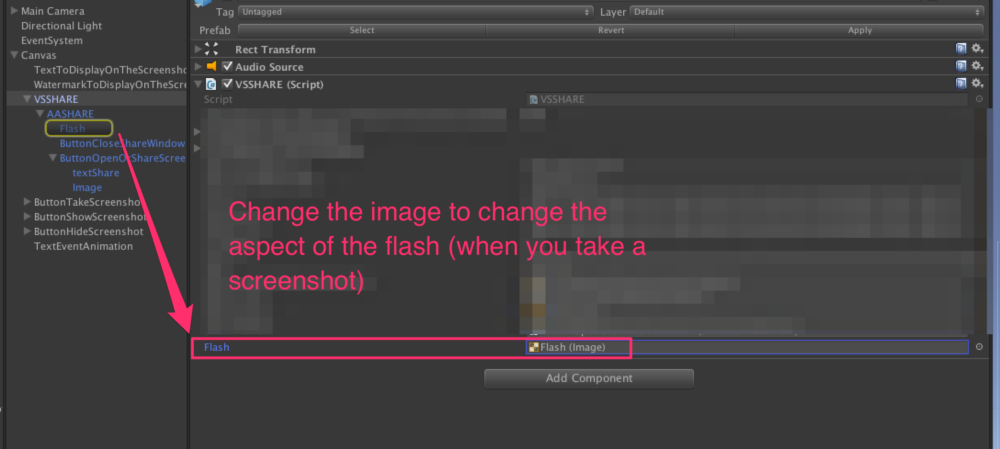 Main Camera
Directional Light
EventSystem
Canvas
TextToDisplayOnTheScreensho
WatermarkToDisplayOnTheScre
VSSHARE
AASHARE
Flash
ButtonCloseShareWindow
ButtonOpenOrShareScree
textShare
Image
ButtonTakeScreensho
ButtonShowScreenshot
ButtonHideScreenshot
TextEventAnimation
Tag Untagged Layer Default
Prefab Select Revert Apply
Rect Transform
Audio Source
VSSHARE (Script)
Script VSSHARE
Change the image to change the
aspect of the flash (when you take a
screenshot)
Flash Flash (Image)
Add Component